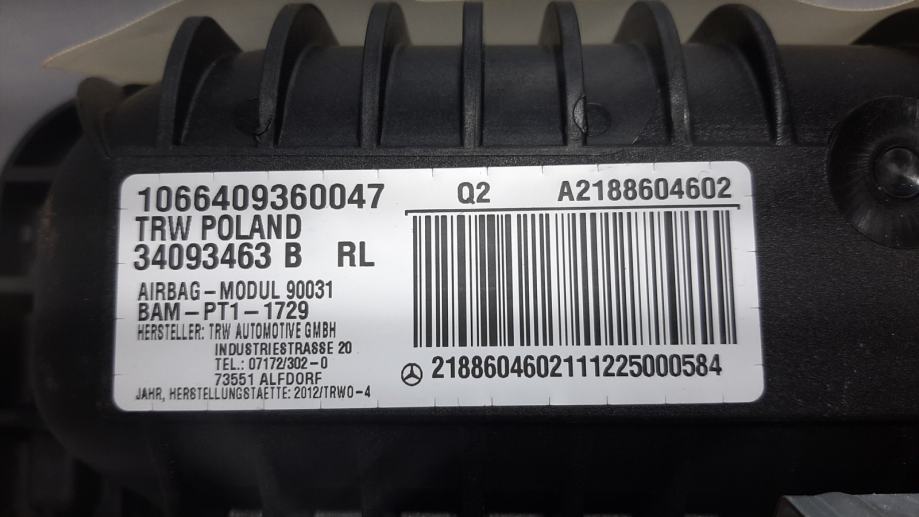 1066409360047
TRW POLAND
34093463 B RL
AIRBAG-MODUL 90031
BAM-PT1-1729
HERSTELLER: TRW AUTOMOTIVE GMBH
INDUSTRIESTRASSE 20
TEL.: 07172/302-0
73551 ALFDORF
JAHR, HERSTELLUNGSTAETTE: 2012/TRWO-4
Q2 A2188604602
2188604602111225000584